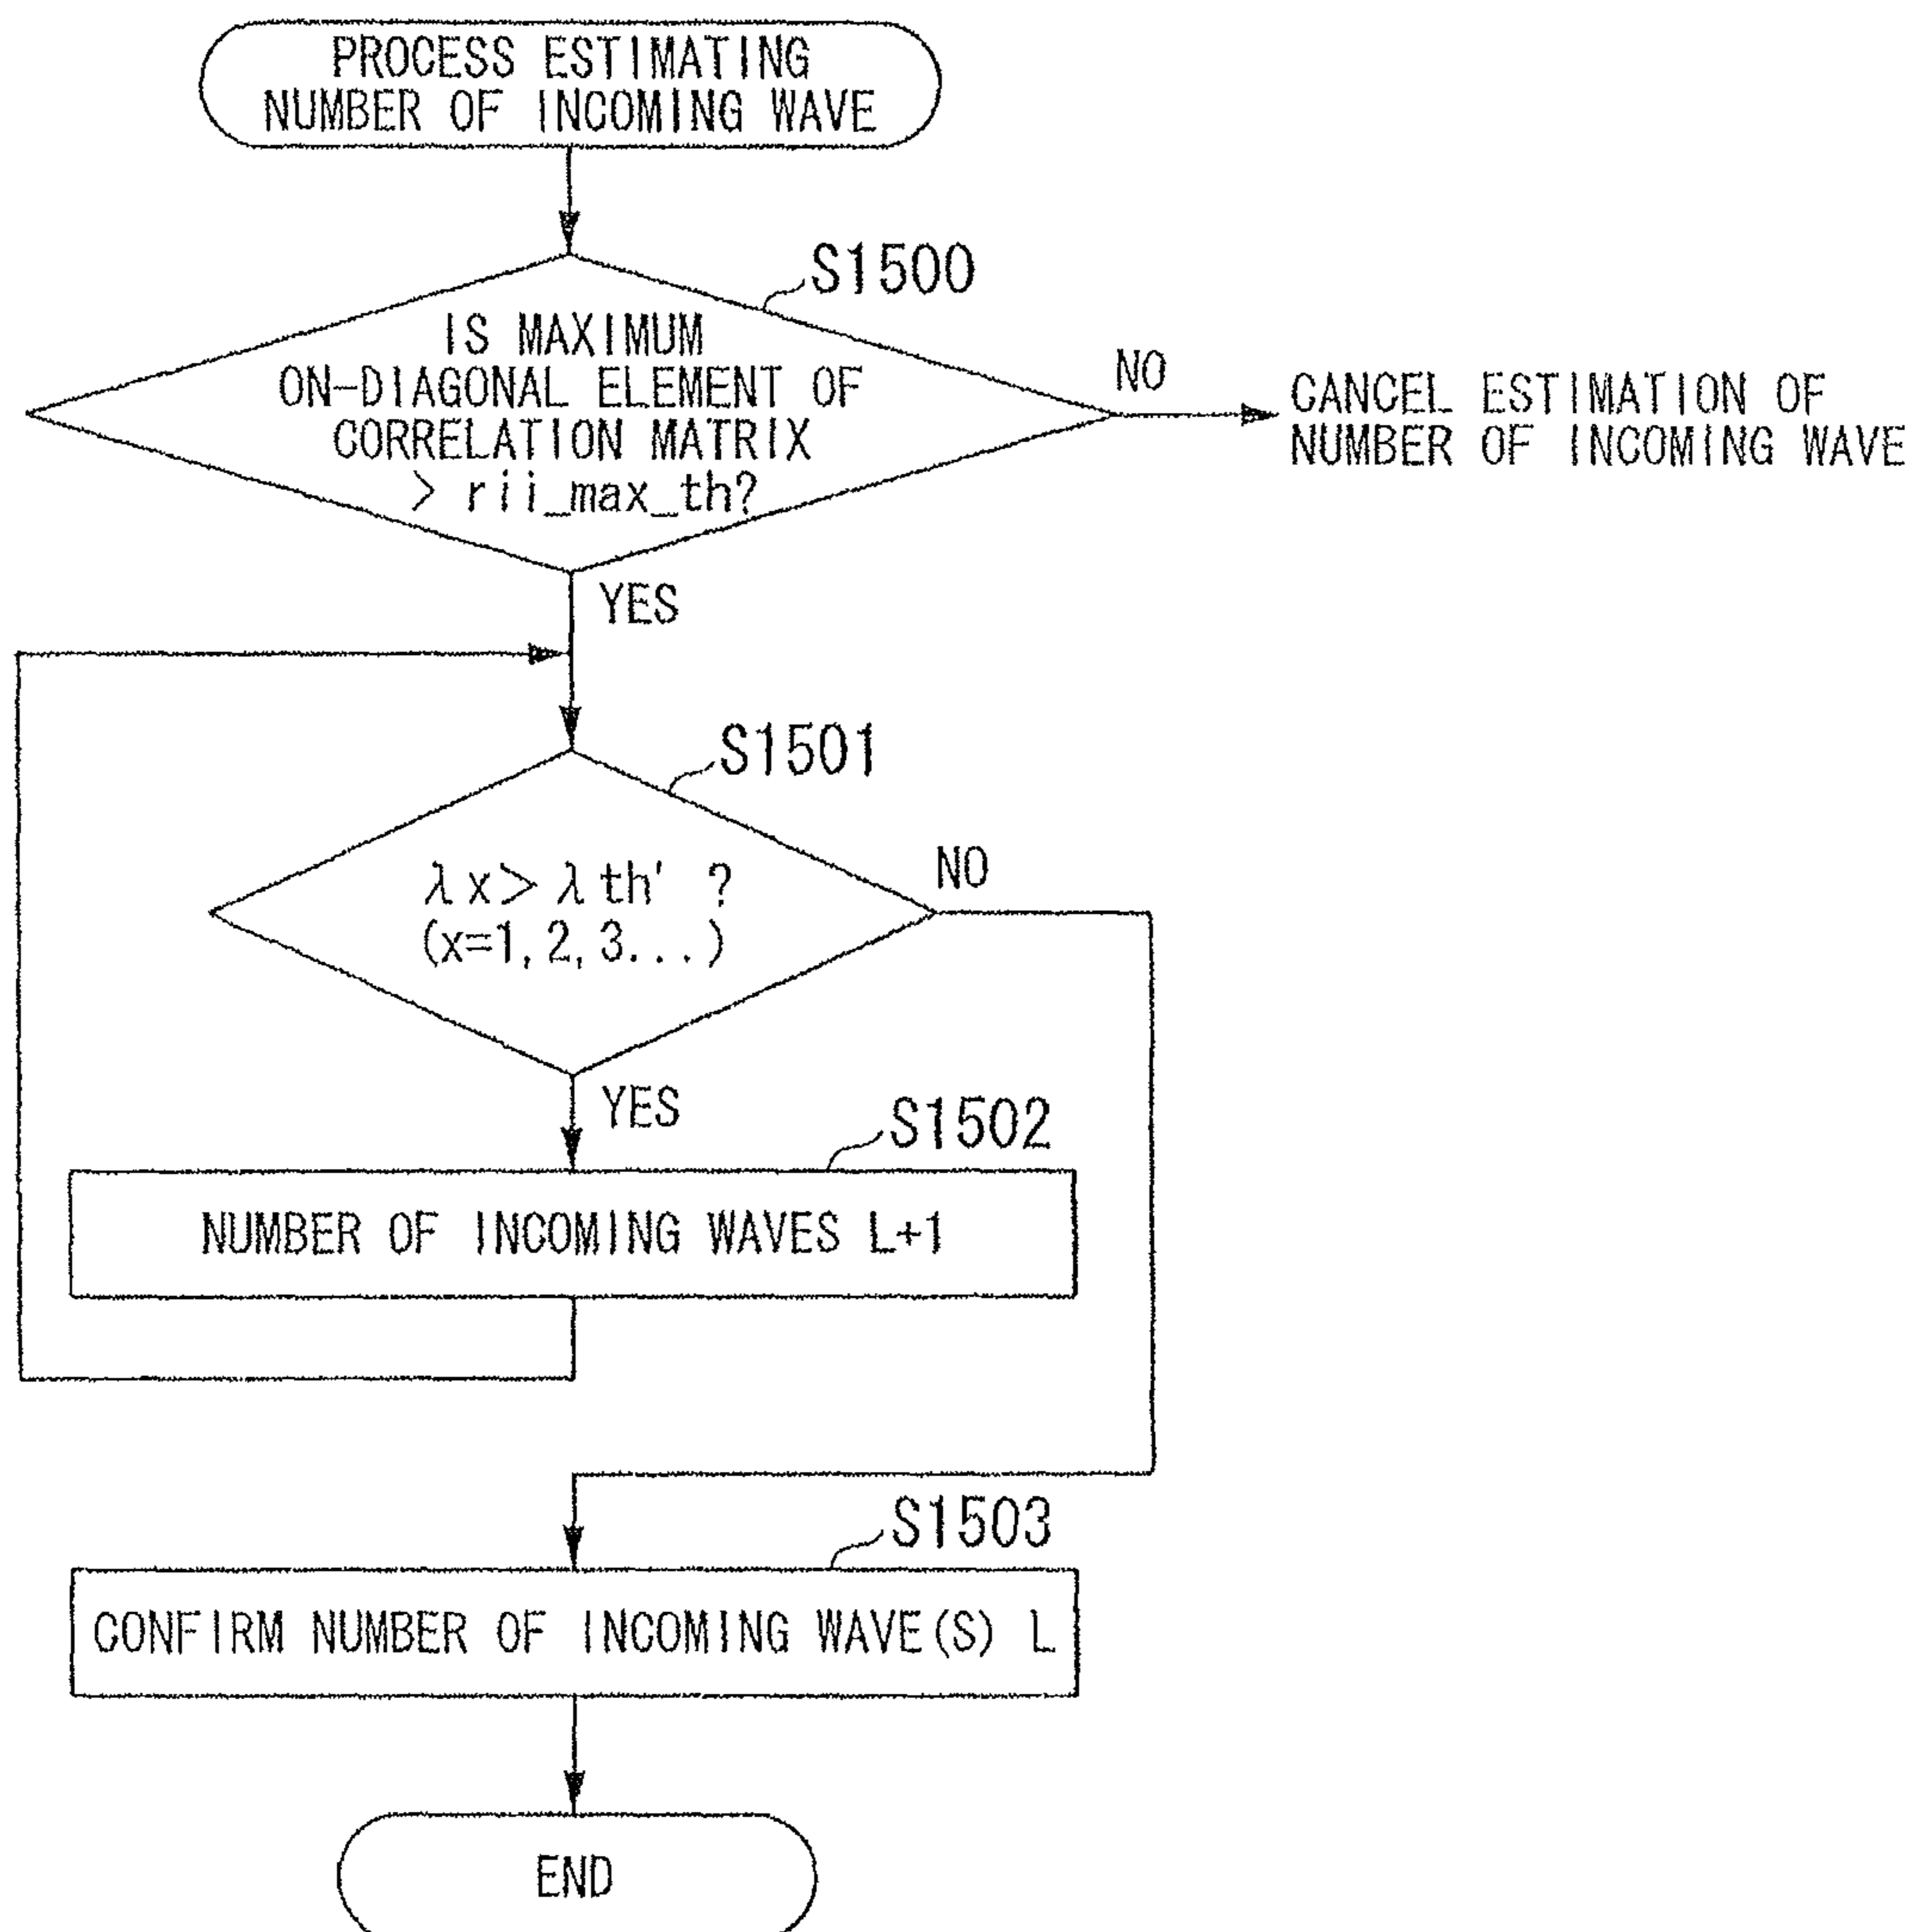 PROCESS ESTIMATING
NUMBER OF INCOMING WAVE
S1500
IS MAXIMUM
ON-DIAGONAL ELEMENT OF
CORRELATION MATRIX
> rii_max_th?
NO
CANCEL ESTIMATION OF
NUMBER OF INCOMING WAVE
YES
S1501
λx>λth' ?
(x=1,2,3...)
NO
YES
S1502
NUMBER OF INCOMING WAVES L+1
S1503
CONFIRM NUMBER OF INCOMING WAVE(S) L
END